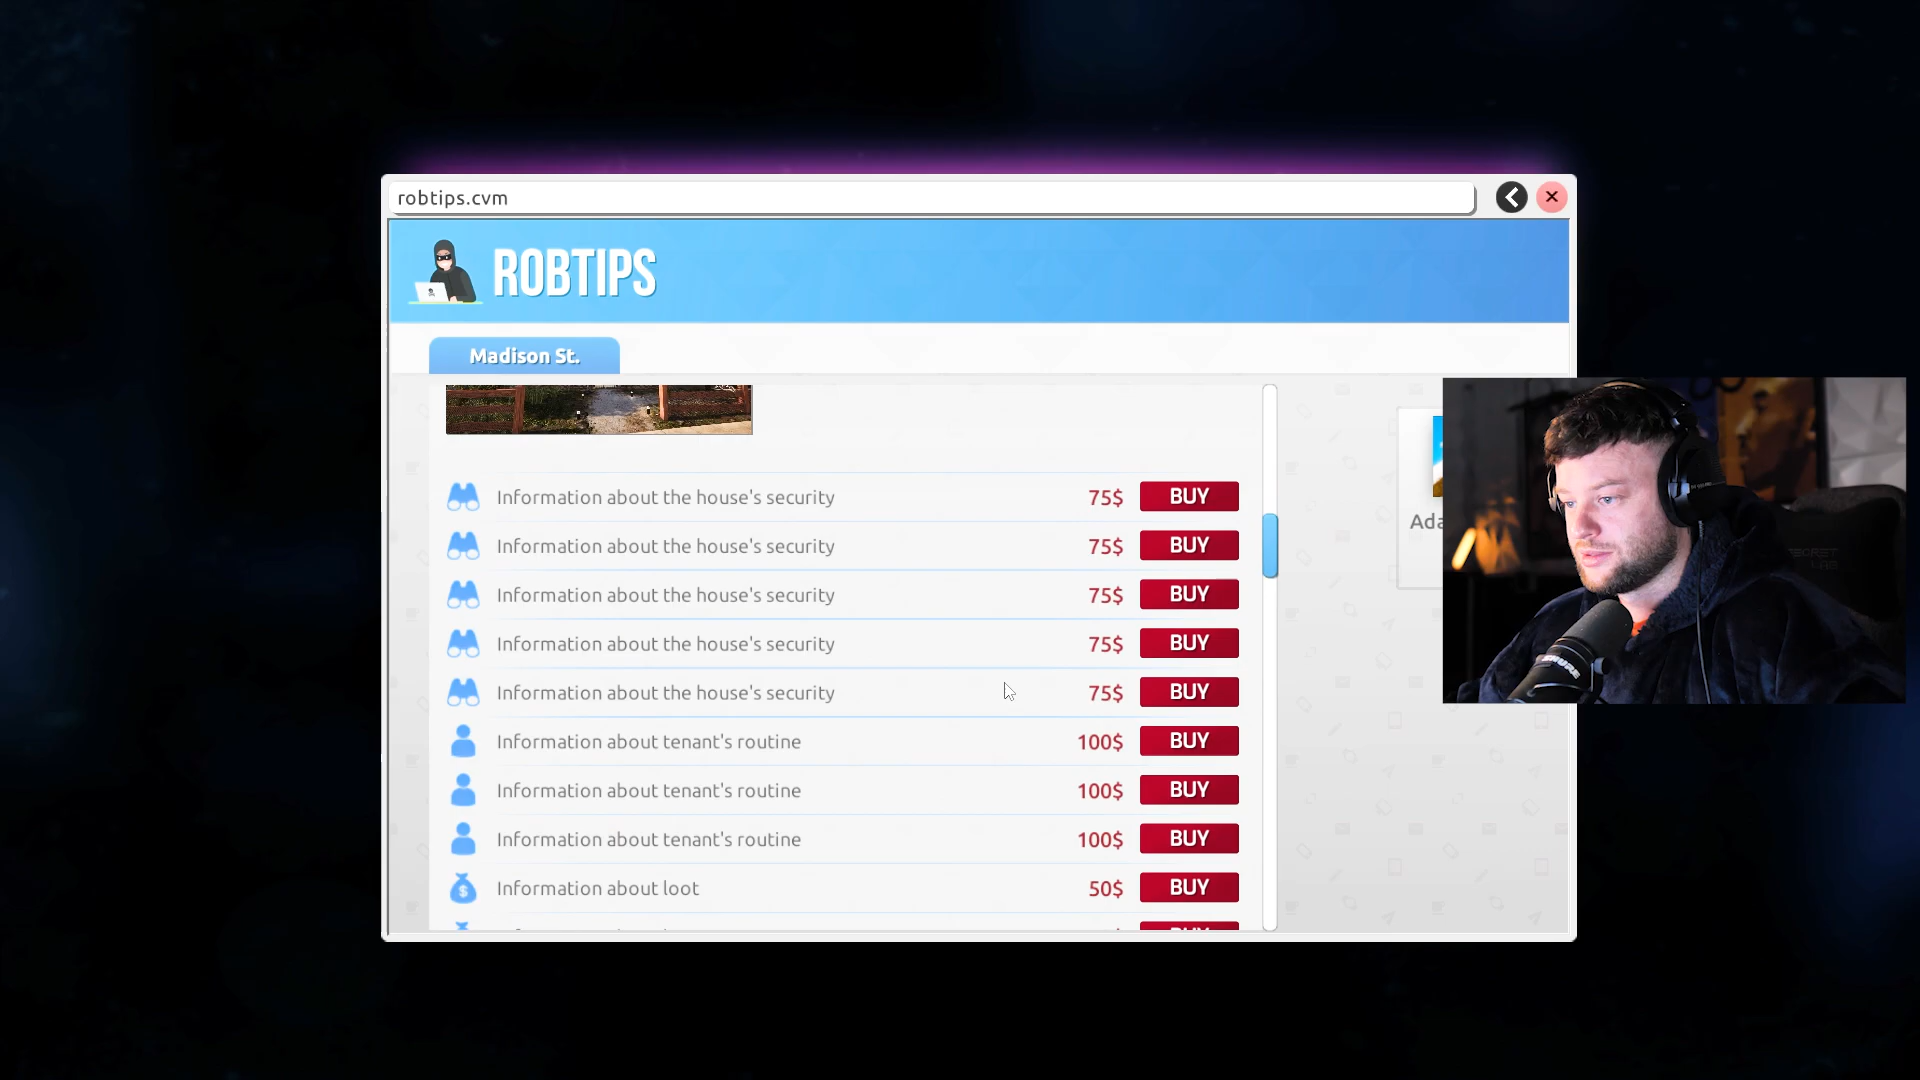 robtips.cvm
ROBTIPS
Madison St.
Information about the house's security 75$ BUY
Information about the house's security 75$ BUY
Information about the house's security 75$ BUY
Information about the house's security 75$ BUY
Information about the house's security 75$ BUY
Information about tenant's routine 100$ BUY
Information about tenant's routine 100$ BUY
Information about tenant's routine 100$ BUY
Information about loot 50$ BUY
Ada
SHURE